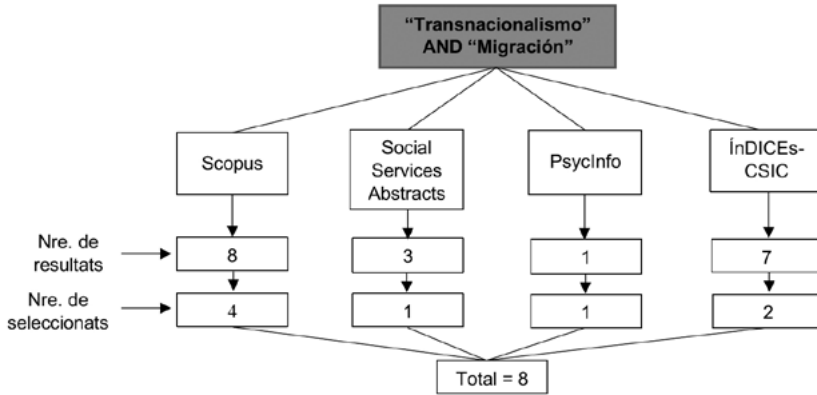 “Transnacionalismo”
AND “Migración”
Scopus
Social
Services
Abstracts
PsycInfo
ÍnDICEs-
CSIC
Nre. de
resultats
8
3
1
7
Nre. de
seleccionats
4
1
1
2
Total = 8